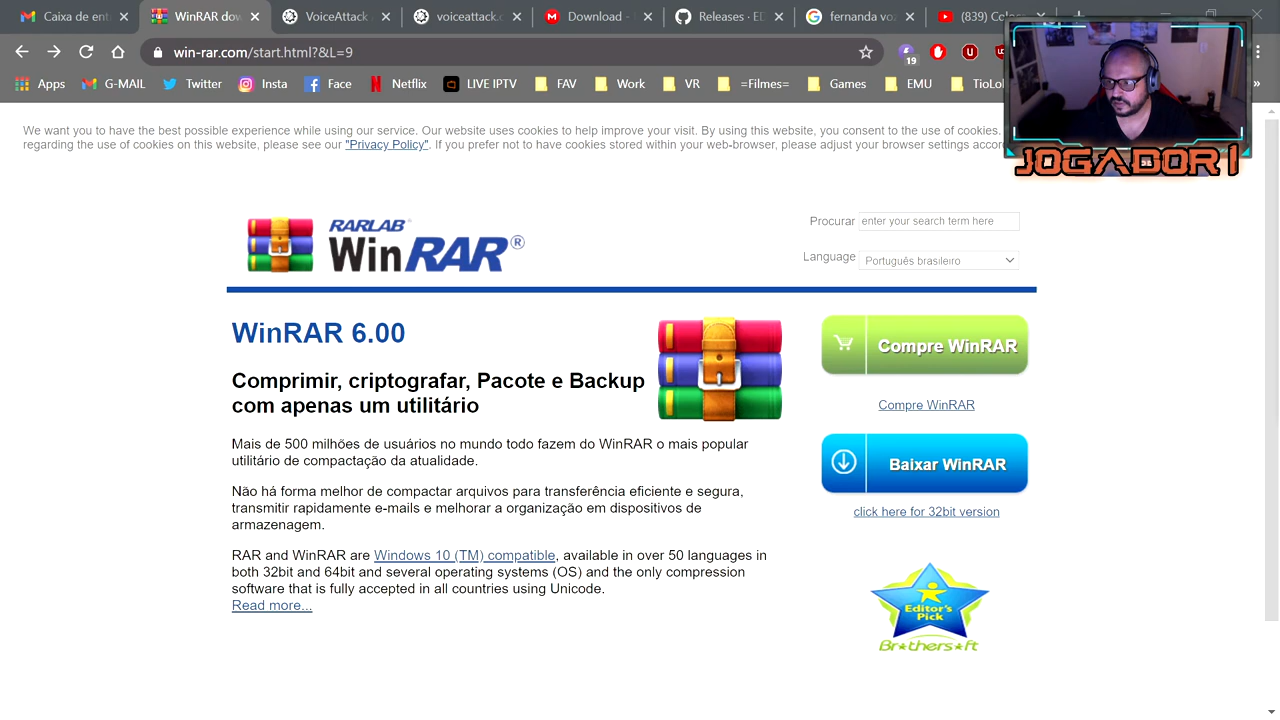 Caixa de ent
WinRAR dow
VoiceAttack
voiceattack.c
Download -
Releases · ED
fernanda voz
(839) Coloc
win-rar.com/start.html?&L=9
19
Apps
G-MAIL
Twitter
Insta
Face
Netflix
LIVE IPTV
FAV
Work
VR
=Filmes=
Games
EMU
TioLol
»
We want you to have the best possible experience while using our service. Our website uses cookies to help improve your visit. By using this website, you consent to the use of cookies.
regarding the use of cookies on this website, please see our "Privacy Policy". If you prefer not to have cookies stored within your web-browser, please adjust your browser settings accor
JOGADOR1
RARLAB®
WinRAR®
Procurar enter your search term here
Language Português brasileiro
WinRAR 6.00
Comprimir, criptografar, Pacote e Backup
com apenas um utilitário
Mais de 500 milhões de usuários no mundo todo fazem do WinRAR o mais popular
utilitário de compactação da atualidade.
Não há forma melhor de compactar arquivos para transferência eficiente e segura,
transmitir rapidamente e-mails e melhorar a organização em dispositivos de
armazenagem.
RAR and WinRAR are Windows 10 (TM) compatible, available in over 50 languages in
both 32bit and 64bit and several operating systems (OS) and the only compression
software that is fully accepted in all countries using Unicode.
Read more...
Compre WinRAR
Compre WinRAR
Baixar WinRAR
click here for 32bit version
Editor's
Pick
Br★thers★ft